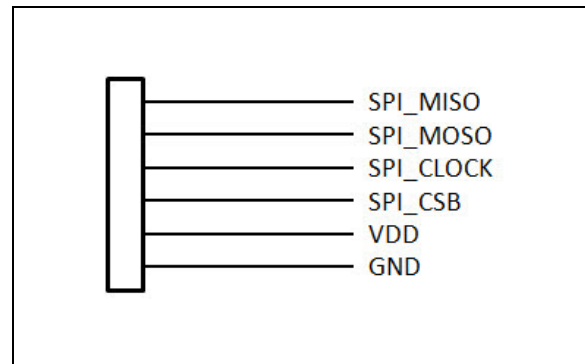 SPI_MISO
SPI_MOSO
SPI_CLOCK
SPI_CSB
VDD
GND